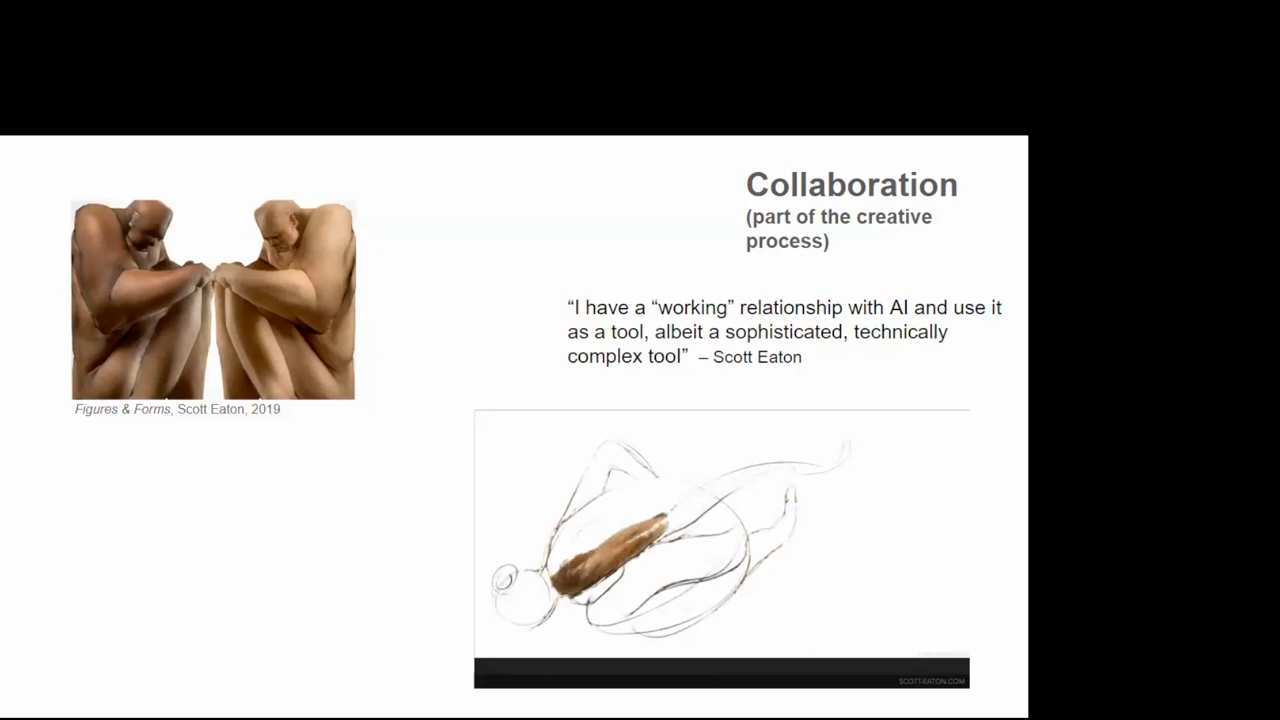 Collaboration
(part of the creative
process)
“I have a “working” relationship with AI and use it
as a tool, albeit a sophisticated, technically
complex tool” – Scott Eaton
Figures & Forms, Scott Eaton, 2019
SCOTT-EATON.COM